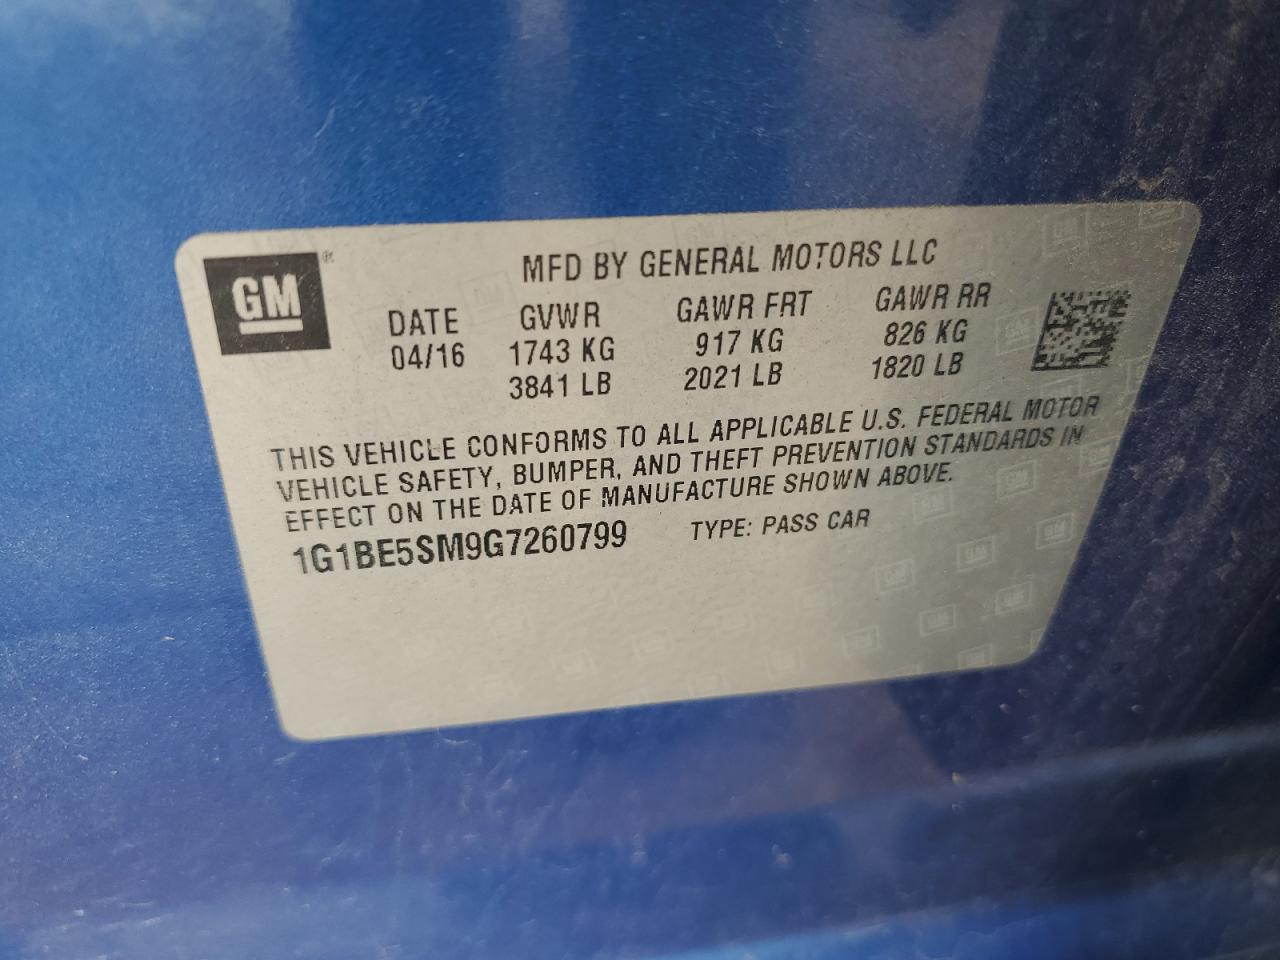 GM®
MFD BY GENERAL MOTORS LLC
DATE GVWR GAWR FRT GAWR RR
04/16 1743 KG 917 KG 826 KG
3841 LB 2021 LB 1820 LB
THIS VEHICLE CONFORMS TO ALL APPLICABLE U.S. FEDERAL MOTOR
VEHICLE SAFETY, BUMPER, AND THEFT PREVENTION STANDARDS IN
EFFECT ON THE DATE OF MANUFACTURE SHOWN ABOVE.
1G1BE5SM9G7260799 TYPE: PASS CAR